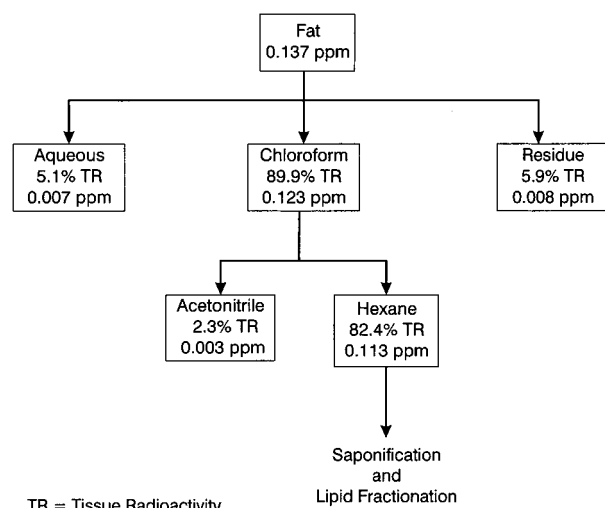 Fat
0.137 ppm
Aqueous
5.1% TR
0.007 ppm
Chloroform
89.9% TR
0.123 ppm
Residue
5.9% TR
0.008 ppm
Acetonitrile
2.3% TR
0.003 ppm
Hexane
82.4% TR
0.113 ppm
Saponification
and
Lipid Fractionation
TR = Tissue Radioactivity